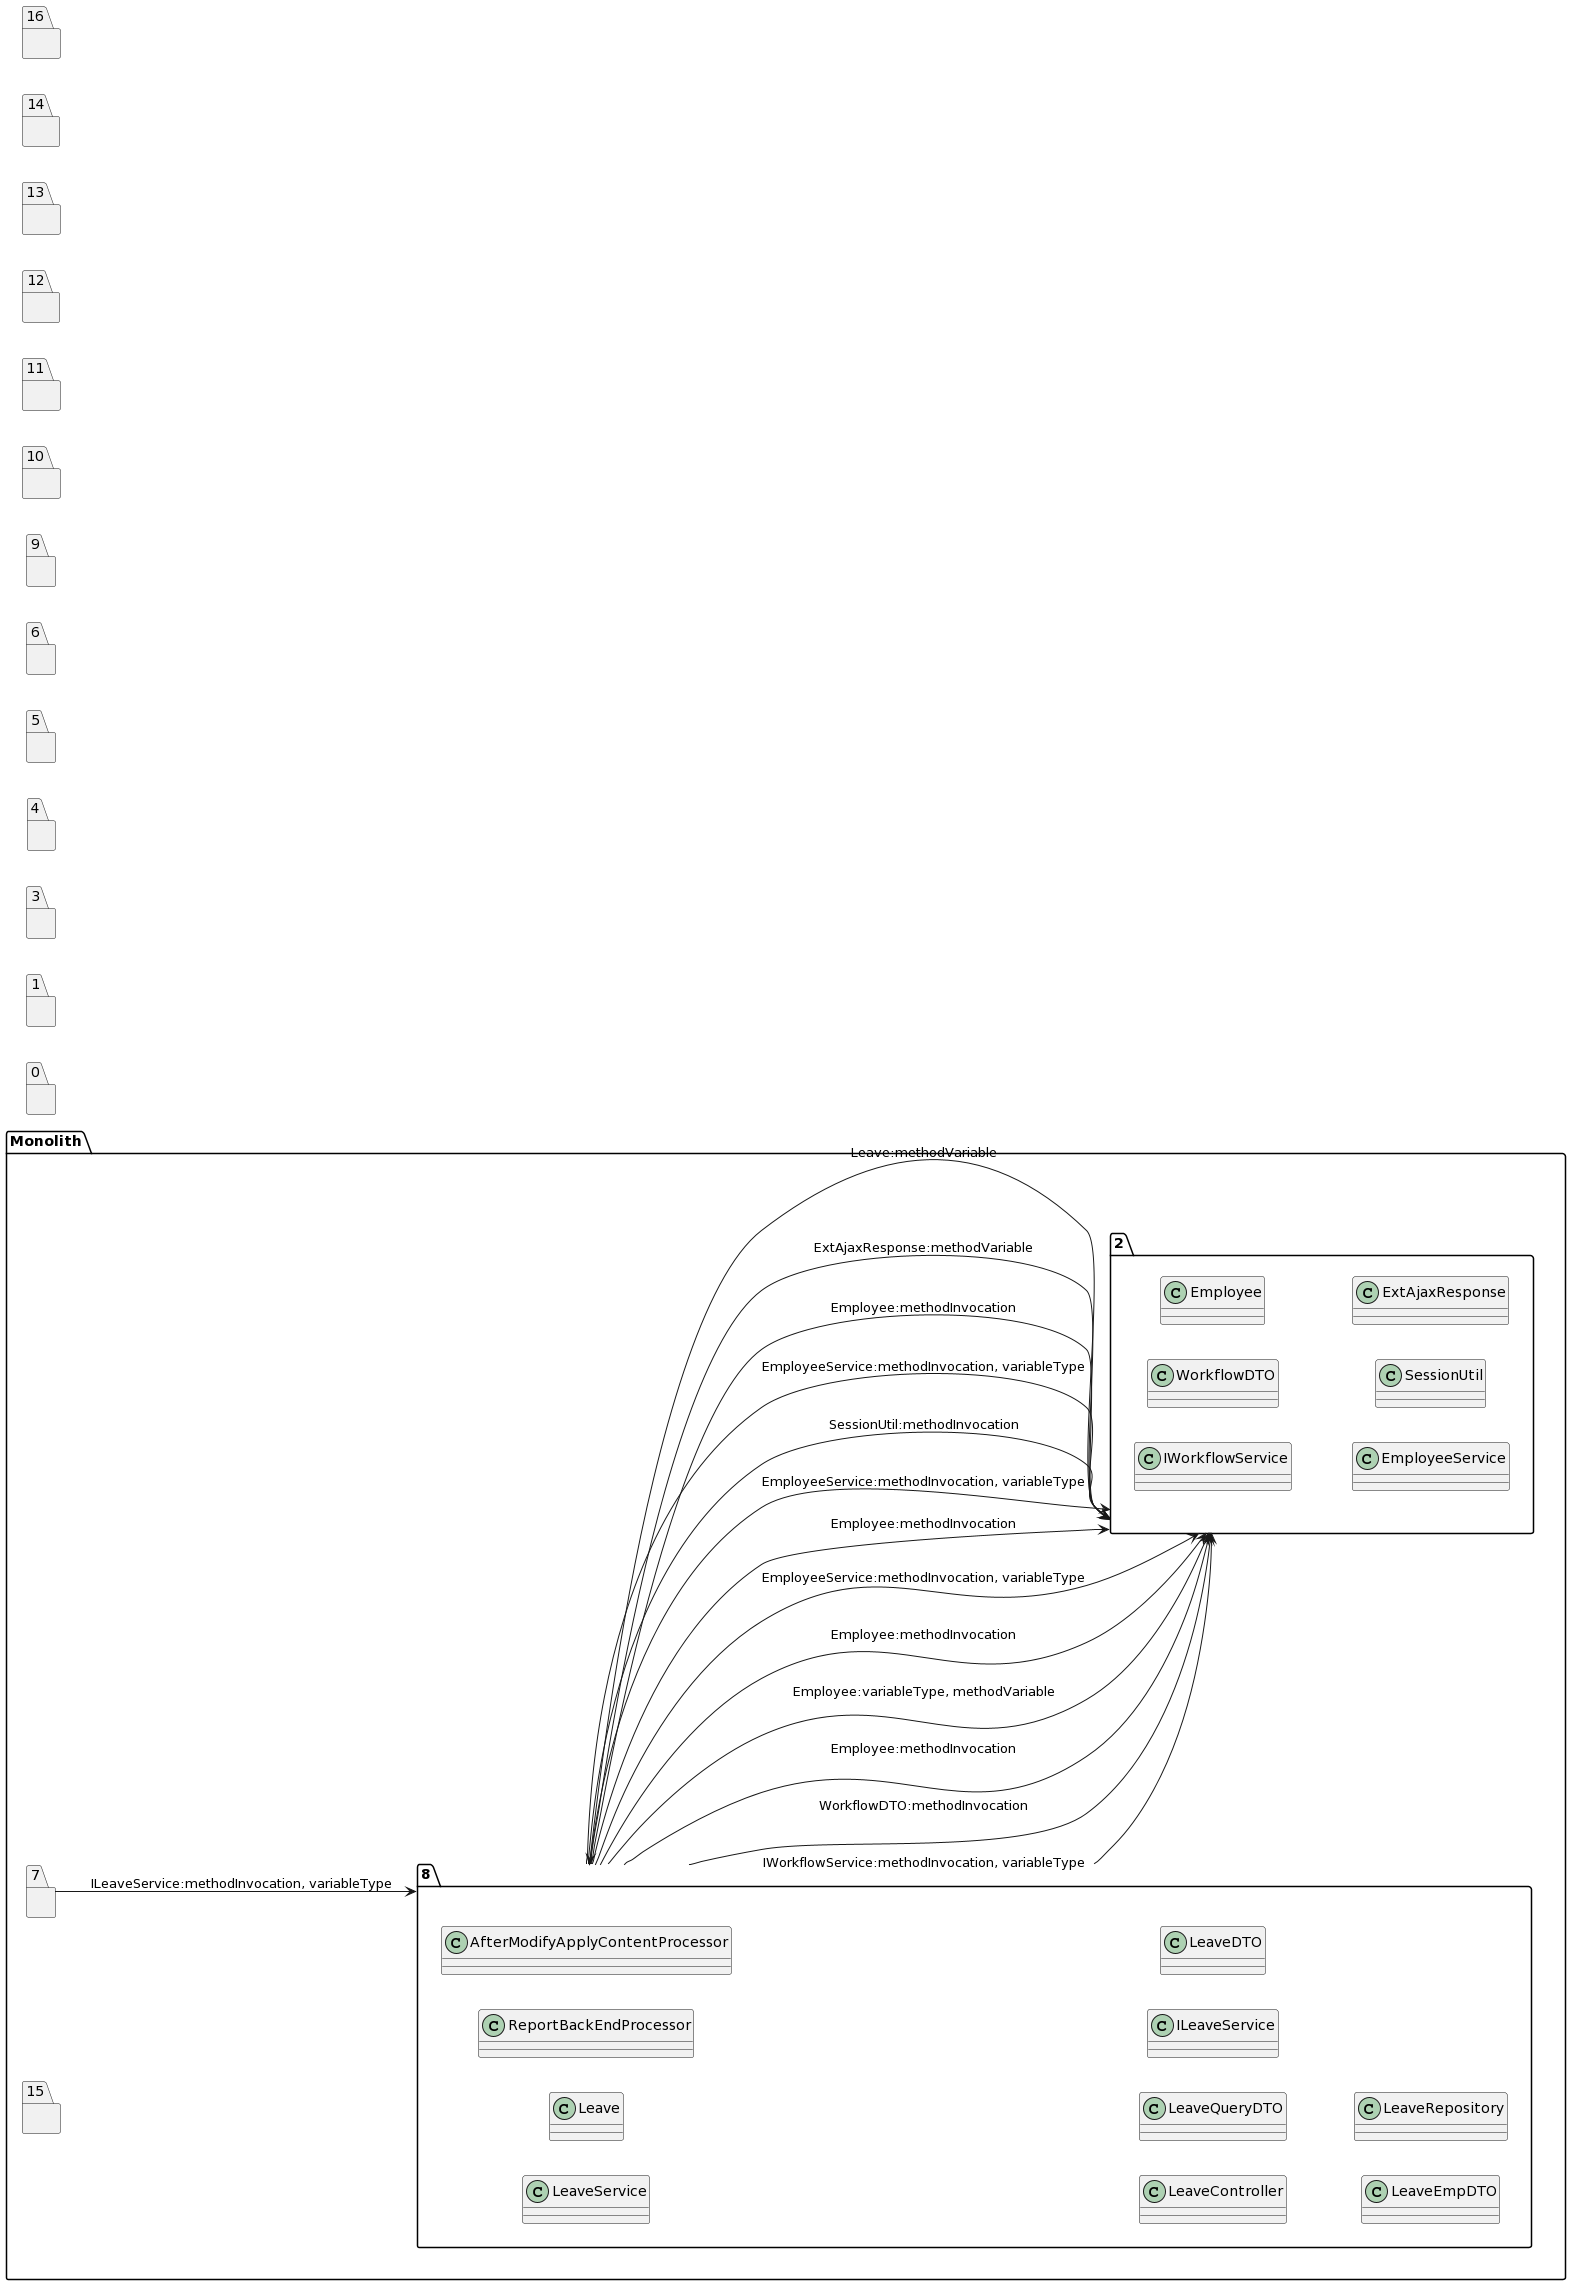 16
14
13
12
11
10
9
6
5
4
3
1
0
Monolith
Leave:methodVariable
2
ExtAjaxResponse:methodVariable
C Employee
C ExtAjaxResponse
Employee:methodInvocation
EmployeeService:methodInvocation, variableType
C WorkflowDTO
C SessionUtil
SessionUtil:methodInvocation
C IWorkflowService
C EmployeeService
EmployeeService:methodInvocation, variableType
Employee:methodInvocation
EmployeeService:methodInvocation, variableType
Employee:methodInvocation
Employee:variableType, methodVariable
Employee:methodInvocation
WorkflowDTO:methodInvocation
IWorkflowService:methodInvocation, variableType
7
ILeaveService:methodInvocation, variableType
8
C AfterModifyApplyContentProcessor
C LeaveDTO
C ReportBackEndProcessor
C ILeaveService
15
C Leave
C LeaveQueryDTO
C LeaveRepository
C LeaveService
C LeaveController
C LeaveEmpDTO